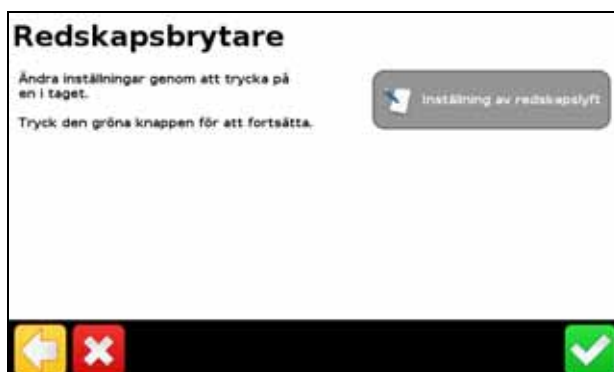 Redskapsbrytare
Ändra inställningar genom att trycka på
en i taget.
Tryck den gröna knappen för att fortsätta.
Inställning av redskapslyft